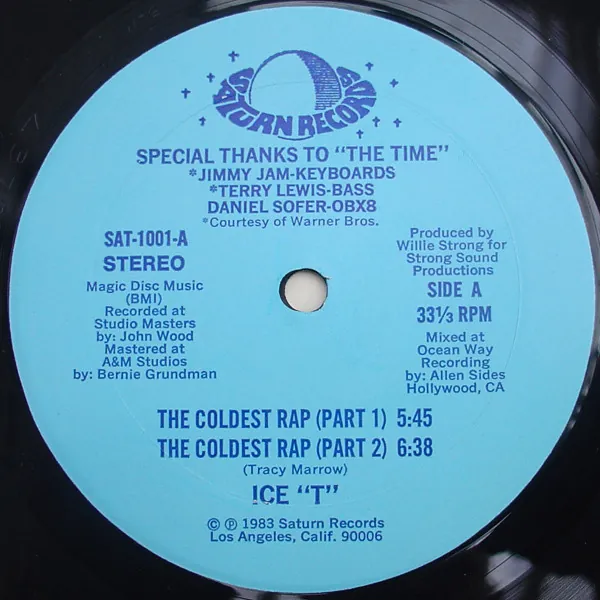 SATURN RECORDS
SPECIAL THANKS TO "THE TIME"
*JIMMY JAM-KEYBOARDS
*TERRY LEWIS-BASS
DANIEL SOFER-OBX8
*Courtesy of Warner Bros.
SAT-1001-A
STEREO
Magic Disc Music
(BMI)
Recorded at
Studio Masters
by: John Wood
Mastered at
A&M Studios
by: Bernie Grundman
Produced by
Willie Strong for
Strong Sound
Productions
SIDE A
33⅓ RPM
Mixed at
Ocean Way
Recording
by: Allen Sides
Hollywood, CA
THE COLDEST RAP (PART 1) 5:45
THE COLDEST RAP (PART 2) 6:38
(Tracy Marrow)
ICE "T"
© ℗ 1983 Saturn Records
Los Angeles, Calif. 90006